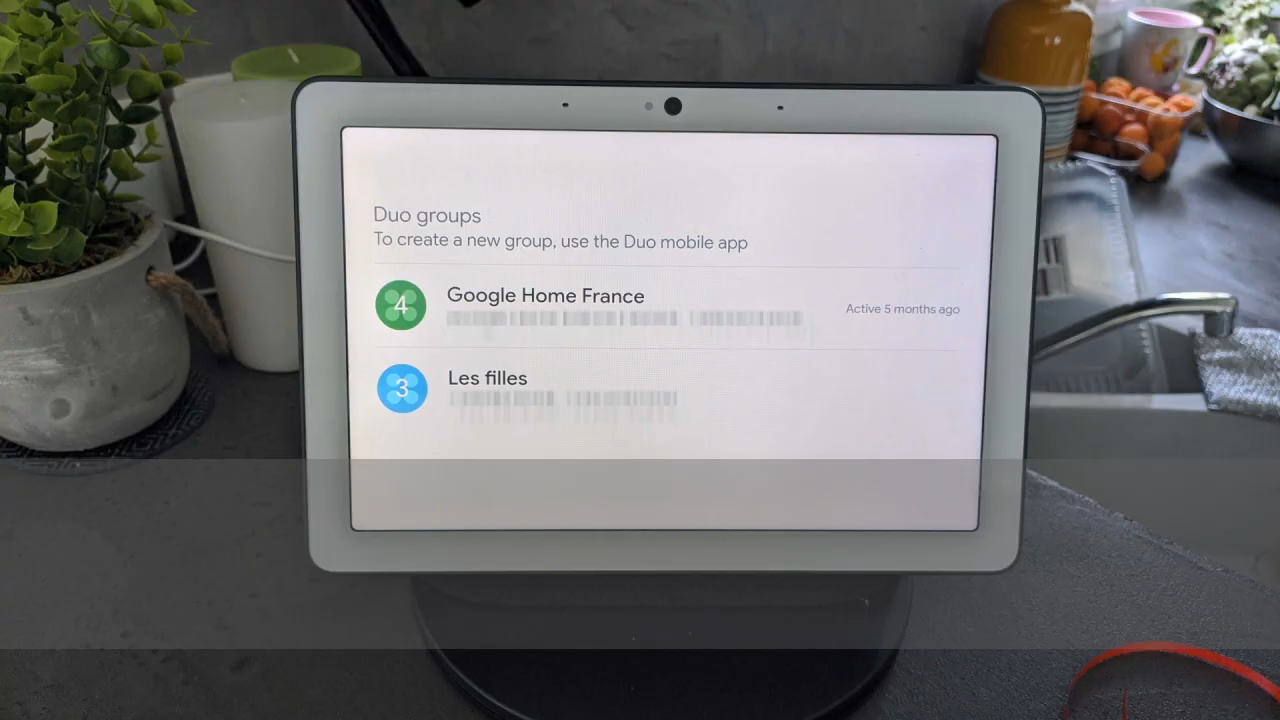 Duo groups
To create a new group, use the Duo mobile app
4
Google Home France
Active 5 months ago
3
Les filles